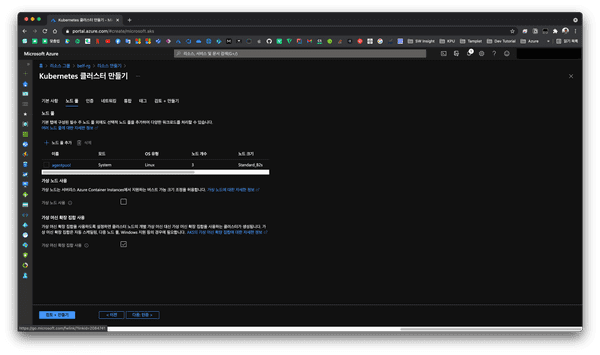 Kubernetes 클러스터 만들기 - Az
portal.azure.com/#create/microsoft.aks
SW Insight
KPU
Templet
Dev Tutorial
Azure
읽기 목록
Microsoft Azure
리소스, 서비스 및 문서 검색(G+/)
홈 > 리소스 그룹 > > 리소스 만들기 >
Kubernetes 클러스터 만들기 ...
기본 사항 노드 풀 인증 네트워킹 통합 태그 검토 + 만들기
노드 풀
기본 탭에 구성된 필수 주 노드 풀 외에도 선택적 노드 풀을 추가하여 다양한 워크로드를 처리할 수 있습니다.
여러 노드 풀에 대한 자세한 정보
+ 노드 풀 추가 삭제
이름 모드 OS 유형 노드 개수 노드 크기
agentpool System Linux 3 Standard_B2s
가상 노드 사용
가상 노드는 서버리스 Azure Container Instances에서 지원하는 버스트 가능 크기 조정을 허용합니다. 가상 노드에 대한 자세한 정보
가상 노드 사용
가상 머신 확장 집합 사용
가상 머신 확장 집합을 사용하도록 설정하면 클러스터 노드의 개별 가상 머신 대신 가상 머신 확장 집합을 사용하는 클러스터가 생성됩니다. 가
상 머신 확장 집합은 자동 스케일링, 다중 노드 풀, Windows 지원 등의 경우에 필요합니다. AKS의 가상 머신 확장 집합에 대한 자세한 정보
가상 머신 확장 집합 사용
검토 + 만들기
< 이전
다음: 인증 >